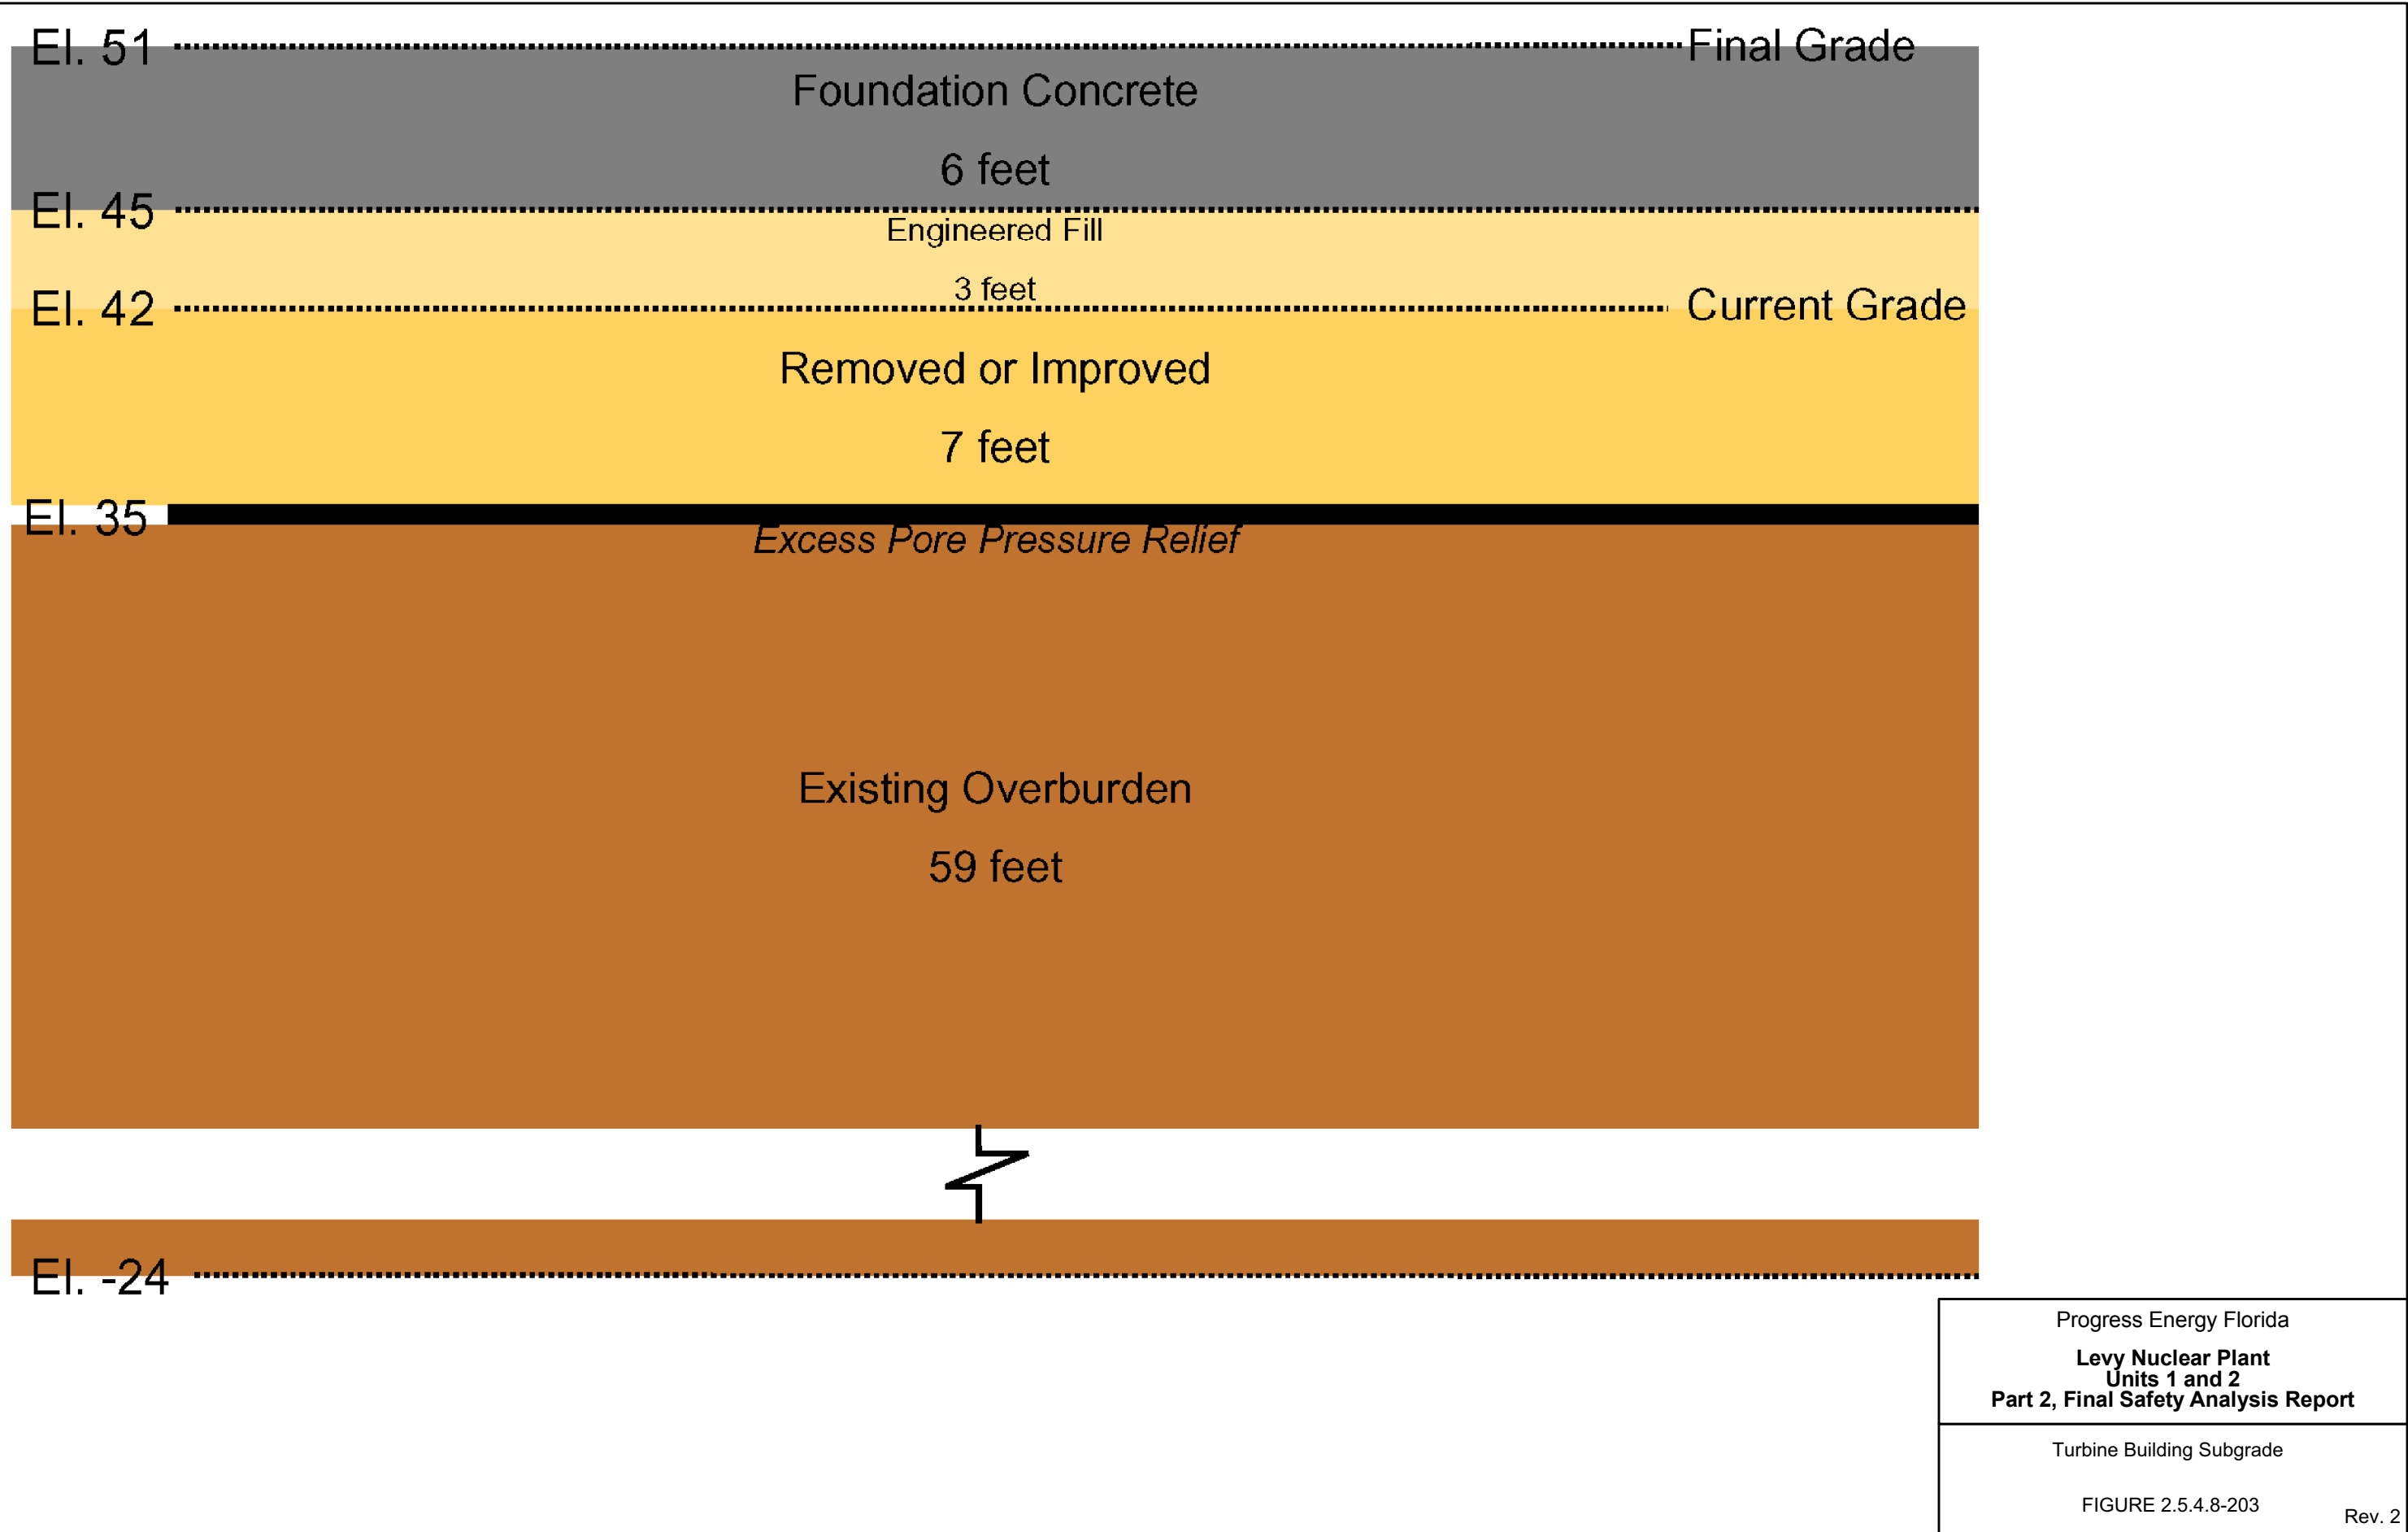 El. 51
Final Grade
Foundation Concrete
6 feet
El. 45
Engineered Fill
3 feet
El. 42
Current Grade
Removed or Improved
7 feet
El. 35
Excess Pore Pressure Relief
Existing Overburden
59 feet
El. -24
Progress Energy Florida
Levy Nuclear Plant
Units 1 and 2
Part 2, Final Safety Analysis Report
Turbine Building Subgrade
FIGURE 2.5.4.8-203
Rev. 2